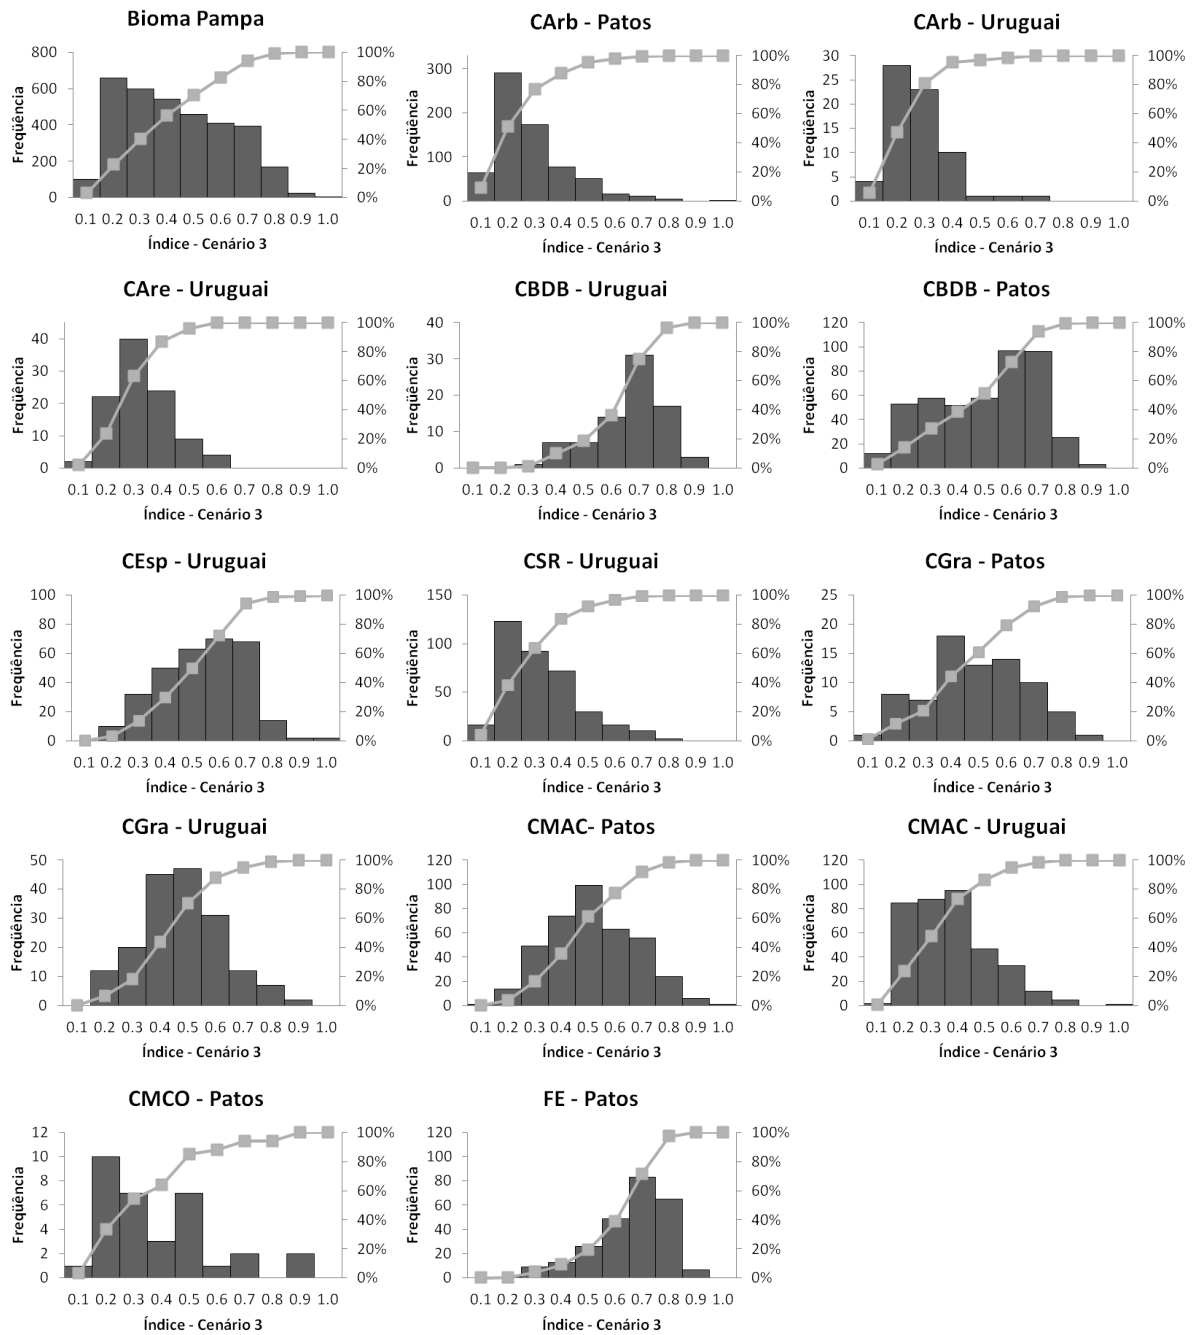 Bioma Pampa
800
600
400
200
0
100%
80%
60%
40%
20%
0%
Freqüência
0.1 0.2 0.3 0.4 0.5 0.6 0.7 0.8 0.9 1.0
Índice - Cenário 3
CArb - Patos
300
200
100
0
100%
80%
60%
40%
20%
0%
Freqüência
0.1 0.2 0.3 0.4 0.5 0.6 0.7 0.8 0.9 1.0
Índice - Cenário 3
CArb - Uruguai
30
25
20
15
10
5
0
100%
80%
60%
40%
20%
0%
Freqüência
0.1 0.2 0.3 0.4 0.5 0.6 0.7 0.8 0.9 1.0
Índice - Cenário 3
CAre - Uruguai
40
30
20
10
0
100%
80%
60%
40%
20%
0%
Freqüência
0.1 0.2 0.3 0.4 0.5 0.6 0.7 0.8 0.9 1.0
Índice - Cenário 3
CBDB - Uruguai
40
30
20
10
0
100%
80%
60%
40%
20%
0%
Freqüência
0.1 0.2 0.3 0.4 0.5 0.6 0.7 0.8 0.9 1.0
Índice - Cenário 3
CBDB - Patos
120
100
80
60
40
20
0
100%
80%
60%
40%
20%
0%
Freqüência
0.1 0.2 0.3 0.4 0.5 0.6 0.7 0.8 0.9 1.0
Índice - Cenário 3
CEsp - Uruguai
100
80
60
40
20
0
100%
80%
60%
40%
20%
0%
Freqüência
0.1 0.2 0.3 0.4 0.5 0.6 0.7 0.8 0.9 1.0
Índice - Cenário 3
CSR - Uruguai
150
100
50
0
100%
80%
60%
40%
20%
0%
Freqüência
0.1 0.2 0.3 0.4 0.5 0.6 0.7 0.8 0.9 1.0
Índice - Cenário 3
CGra - Patos
25
20
15
10
5
0
100%
80%
60%
40%
20%
0%
Freqüência
0.1 0.2 0.3 0.4 0.5 0.6 0.7 0.8 0.9 1.0
Índice - Cenário 3
CGra - Uruguai
50
40
30
20
10
0
100%
80%
60%
40%
20%
0%
Freqüência
0.1 0.2 0.3 0.4 0.5 0.6 0.7 0.8 0.9 1.0
Índice - Cenário 3
CMAC- Patos
120
100
80
60
40
20
0
100%
80%
60%
40%
20%
0%
Freqüência
0.1 0.2 0.3 0.4 0.5 0.6 0.7 0.8 0.9 1.0
Índice - Cenário 3
CMAC - Uruguai
120
100
80
60
40
20
0
100%
80%
60%
40%
20%
0%
Freqüência
0.1 0.2 0.3 0.4 0.5 0.6 0.7 0.8 0.9 1.0
Índice - Cenário 3
CMCO - Patos
12
10
8
6
4
2
0
100%
80%
60%
40%
20%
0%
Freqüência
0.1 0.2 0.3 0.4 0.5 0.6 0.7 0.8 0.9 1.0
Índice - Cenário 3
FE - Patos
120
100
80
60
40
20
0
100%
80%
60%
40%
20%
0%
Freqüência
0.1 0.2 0.3 0.4 0.5 0.6 0.7 0.8 0.9 1.0
Índice - Cenário 3